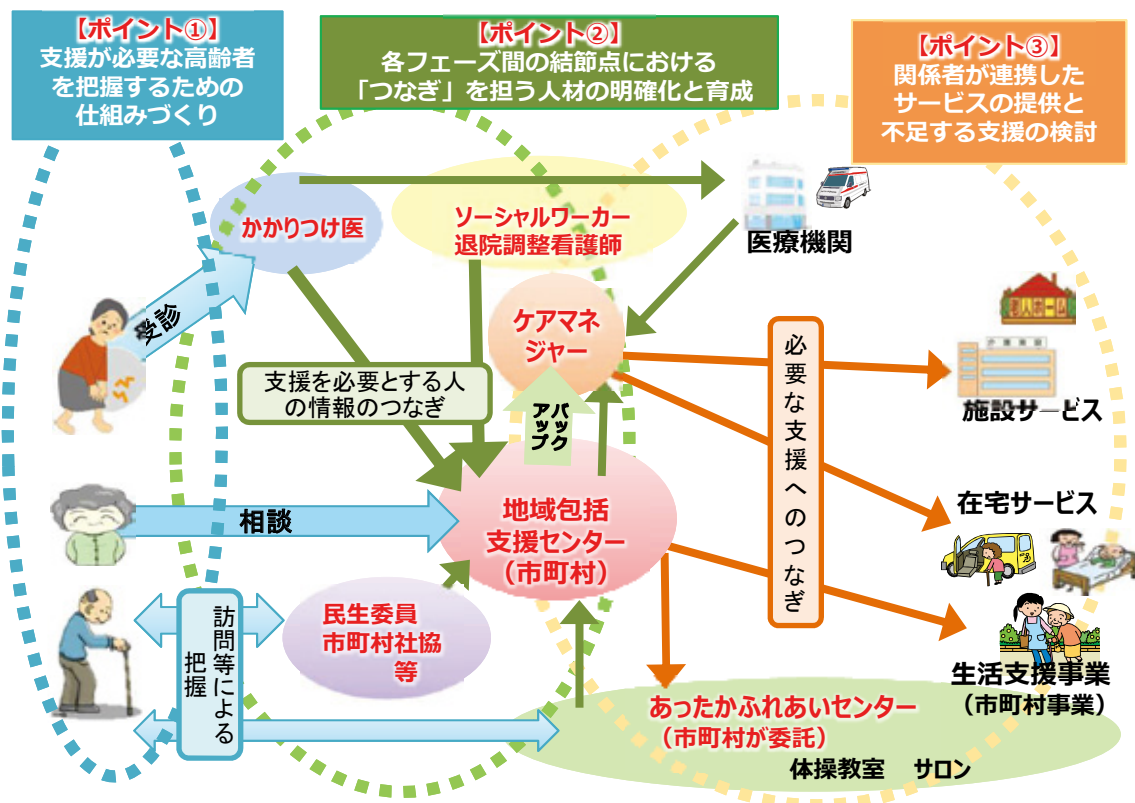 【ポイント①】
支援が必要な高齢者
を把握するための
仕組みづくり
【ポイント②】
各フェーズ間の結節点における
「つなぎ」を担う人材の明確化と育成
【ポイント③】
関係者が連携した
サービスの提供と
不足する支援の検討
かかりつけ医
ソーシャルワーカー
退院調整看護師
医療機関
受診
ケアマネ
ジャー
支援を必要とする人
の情報のつなぎ
バック
アップ
必要な支援へのつなぎ
老人ホーム
介護施設
施設サービス
相談
地域包括
支援センター
（市町村）
在宅サービス
訪問等による
把握
民生委員
市町村社協
等
生活支援事業
（市町村事業）
あったかふれあいセンター
（市町村が委託）
体操教室　サロン